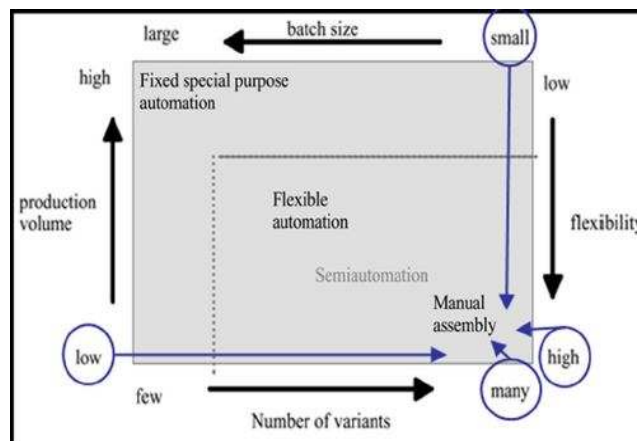 large
batch size
small
high
Fixed special purpose
automation
low
production
volume
Flexible
automation
flexibility
Semiautomation
Manual
assembly
low
high
few
many
Number of variants